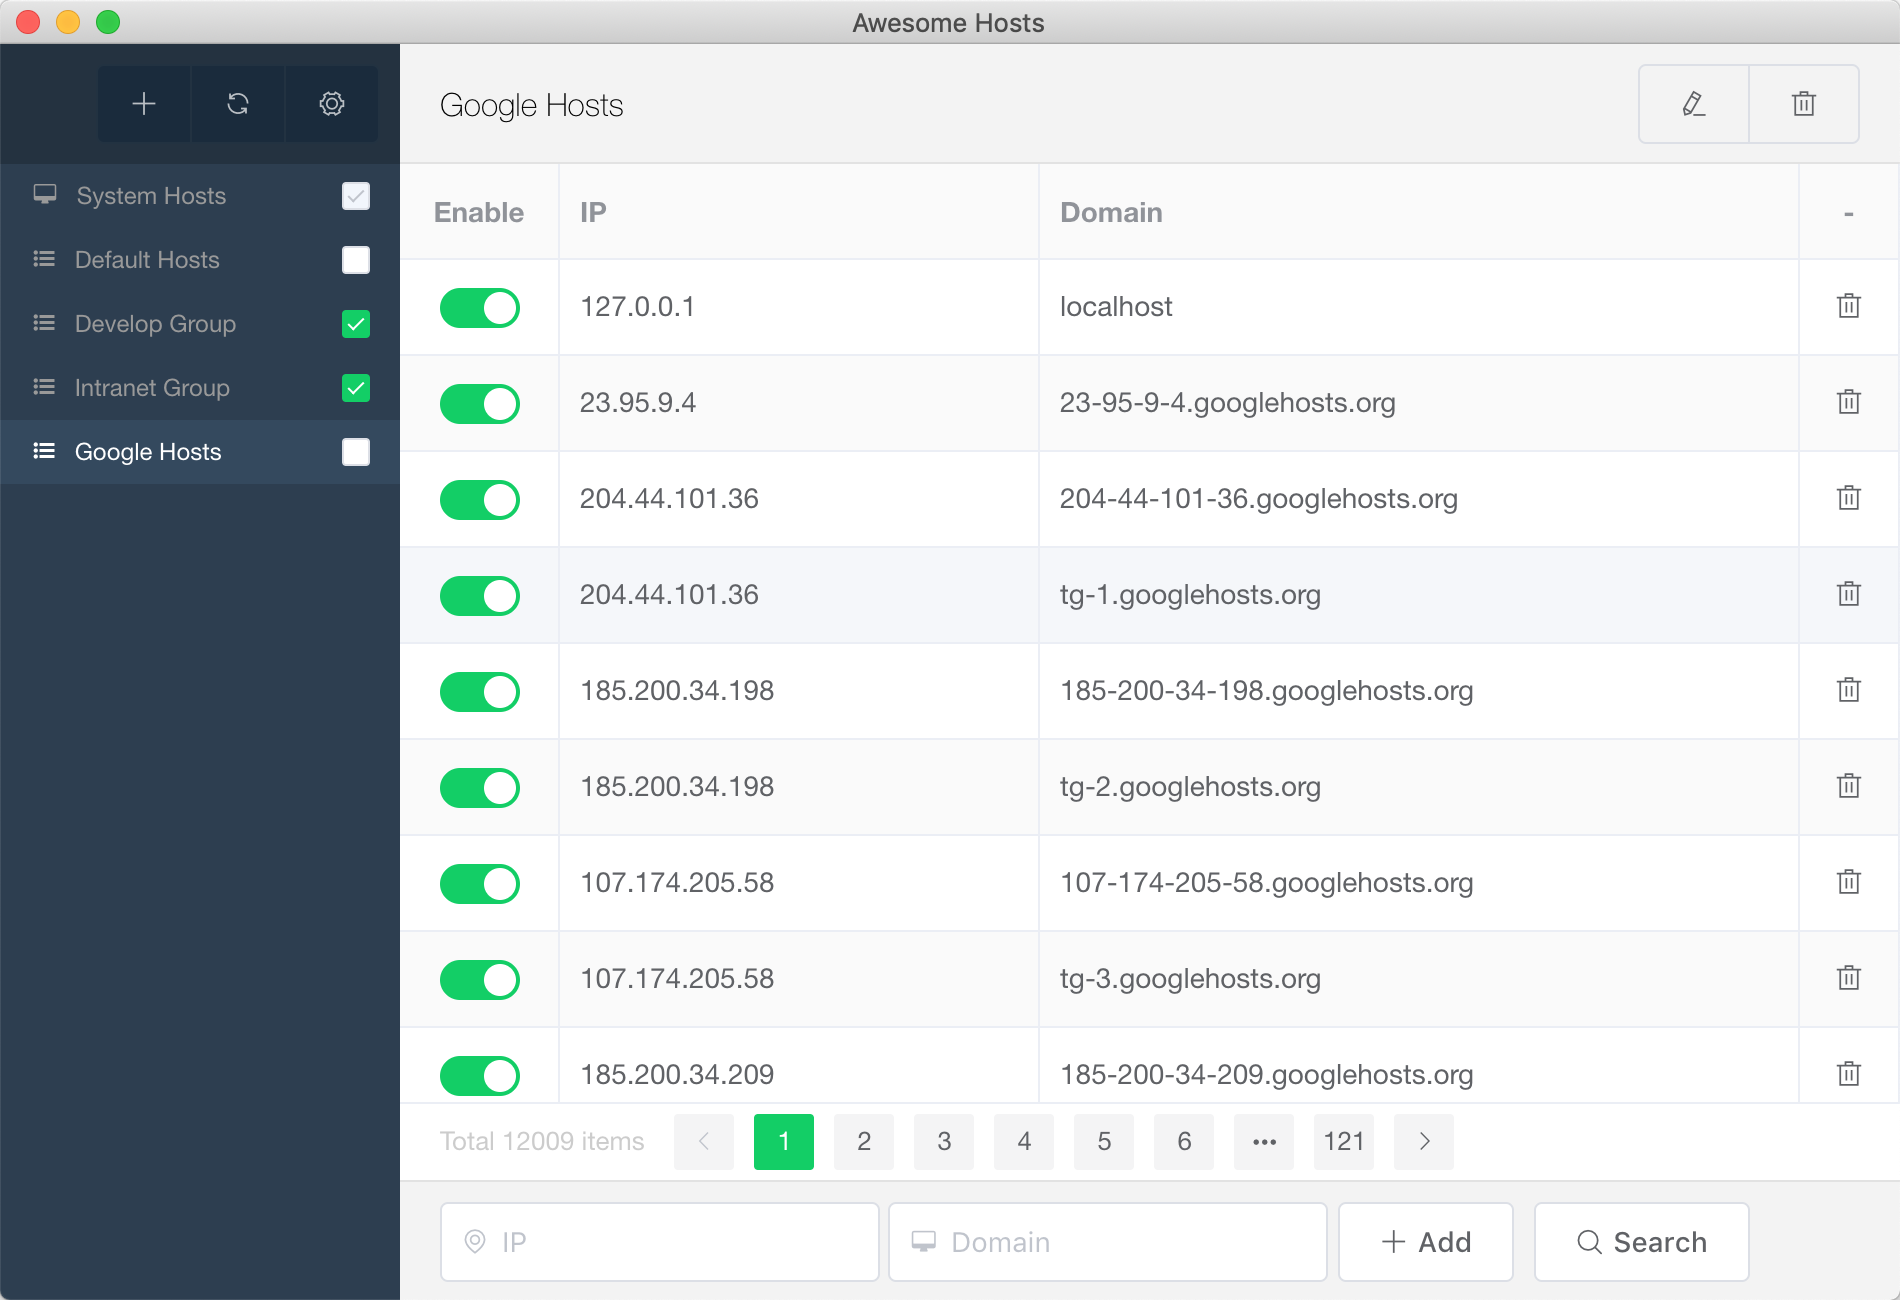 Awesome Hosts
Google Hosts
System Hosts
Default Hosts
Develop Group
Intranet Group
Google Hosts
Enable IP Domain -
127.0.0.1 localhost
23.95.9.4 23-95-9-4.googlehosts.org
204.44.101.36 204-44-101-36.googlehosts.org
204.44.101.36 tg-1.googlehosts.org
185.200.34.198 185-200-34-198.googlehosts.org
185.200.34.198 tg-2.googlehosts.org
107.174.205.58 107-174-205-58.googlehosts.org
107.174.205.58 tg-3.googlehosts.org
185.200.34.209 185-200-34-209.googlehosts.org
Total 12009 items < 1 2 3 4 5 6 ••• 121 >
IP Domain + Add Search